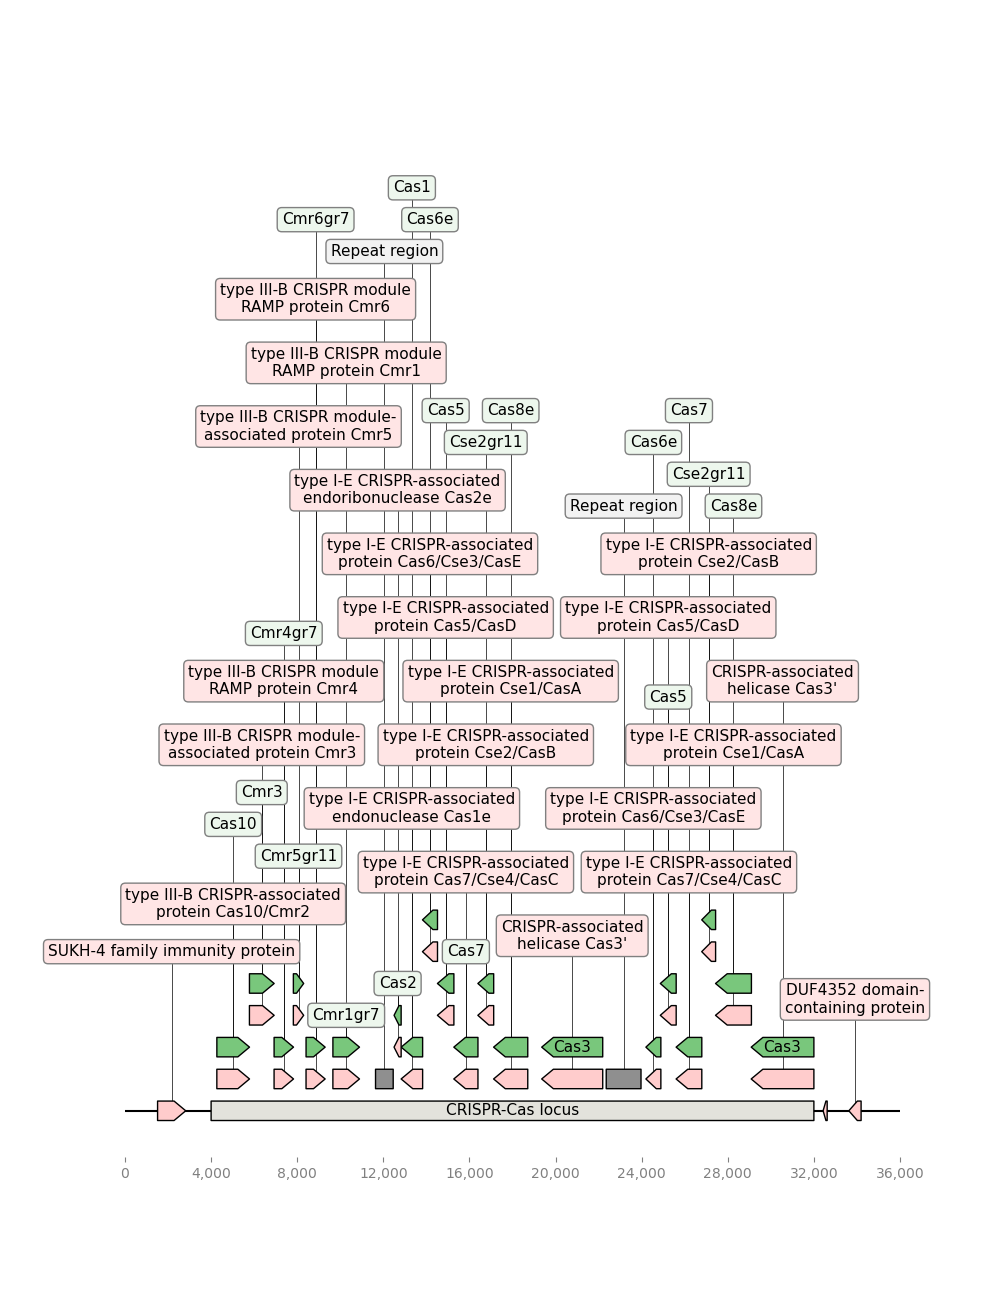 Cas1
Cmr6gr7
Cas6e
Repeat region
type III-B CRISPR module
RAMP protein Cmr6
type III-B CRISPR module
RAMP protein Cmr1
type III-B CRISPR module-
associated protein Cmr5
Cas5
Cas8e
Cas7
Cse2gr11
Cas6e
type I-E CRISPR-associated
endoribonuclease Cas2e
Cse2gr11
Repeat region
Cas8e
type I-E CRISPR-associated
protein Cas6/Cse3/CasE
type I-E CRISPR-associated
protein Cse2/CasB
type I-E CRISPR-associated
protein Cas5/CasD
type I-E CRISPR-associated
protein Cas5/CasD
Cmr4gr7
type III-B CRISPR module
RAMP protein Cmr4
type I-E CRISPR-associated
protein Cse1/CasA
CRISPR-associated
helicase Cas3'
Cas5
type III-B CRISPR module-
associated protein Cmr3
type I-E CRISPR-associated
protein Cse2/CasB
type I-E CRISPR-associated
protein Cse1/CasA
Cmr3
type I-E CRISPR-associated
endonuclease Cas1e
type I-E CRISPR-associated
protein Cas6/Cse3/CasE
Cas10
Cmr5gr11
type I-E CRISPR-associated
protein Cas7/Cse4/CasC
type I-E CRISPR-associated
protein Cas7/Cse4/CasC
type III-B CRISPR-associated
protein Cas10/Cmr2
CRISPR-associated
helicase Cas3'
SUKH-4 family immunity protein
Cas7
Cas2
DUF4352 domain-
containing protein
Cmr1gr7
Cas3
Cas3
CRISPR-Cas locus
0
4,000
8,000
12,000
16,000
20,000
24,000
28,000
32,000
36,000